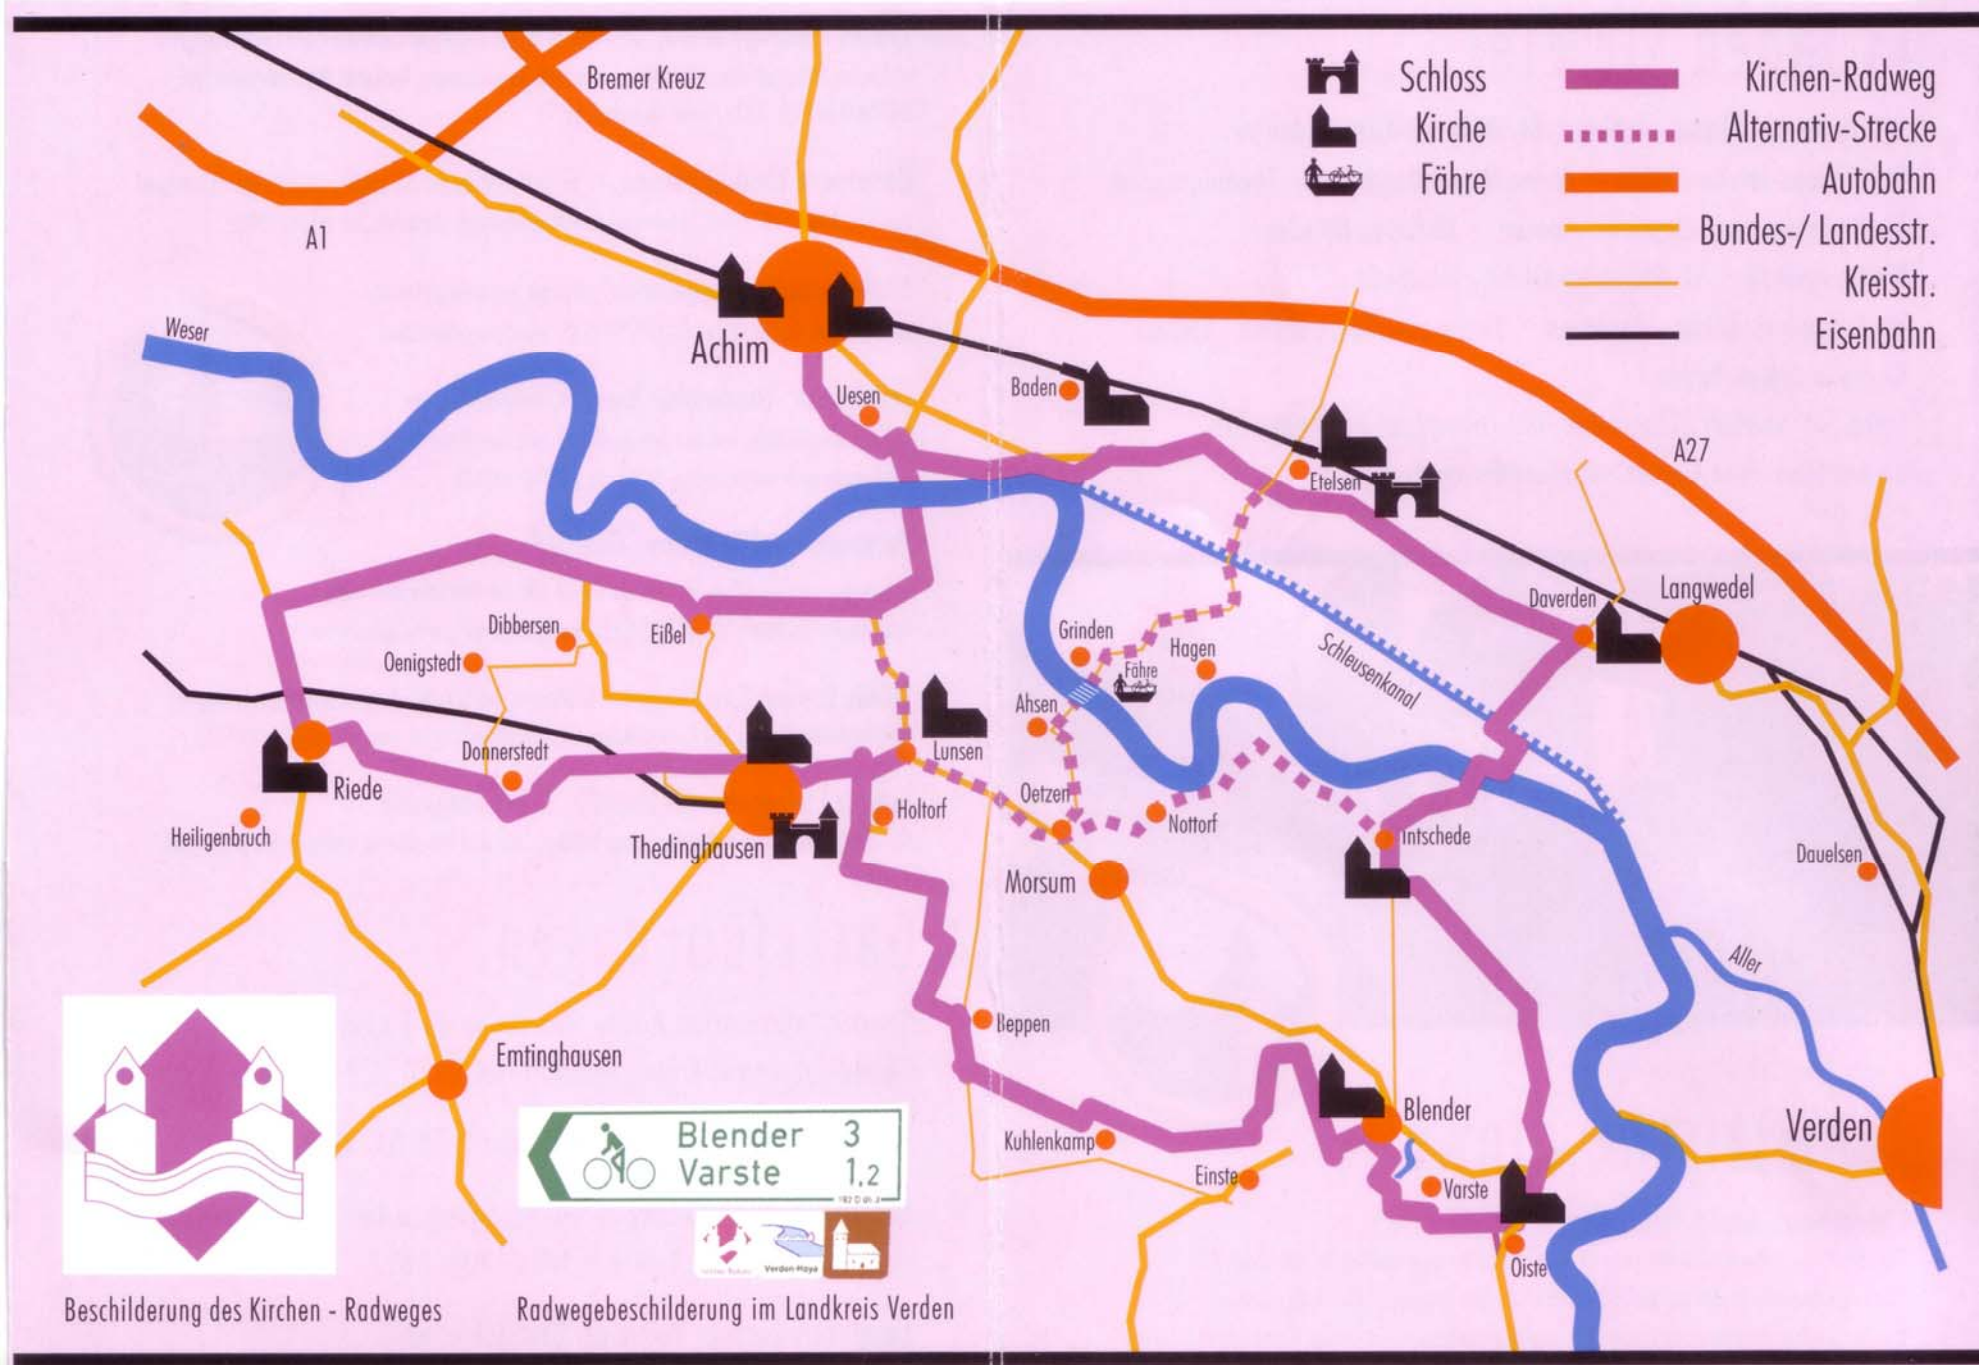 Bremer Kreuz
A1
Schloss
Kirche
Fähre
Kirchen-Radweg
Alternativ-Strecke
Autobahn
Bundes-/ Landesstr.
Kreisstr.
Eisenbahn
Weser
Achim
Uesen
Baden
Etelsen
A27
Daverden
Langwedel
Dibbersen
Oenigstedt
Eißel
Grinden
Hagen
Fähre
Schleusenkanal
Ahsen
Lunsen
Donnerstedt
Riede
Heiligenbruch
Thedinghausen
Holtorf
Oetzen
Nottorf
Intschede
Morsum
Dauelsen
Aller
Beppen
Emtinghausen
Kuhlenkamp
Blender
Verden
Einste
Varste
Oiste
Blender 3
Varste 1,2
Verden-Hoya
Beschilderung des Kirchen - Radweges
Radwegebeschilderung im Landkreis Verden